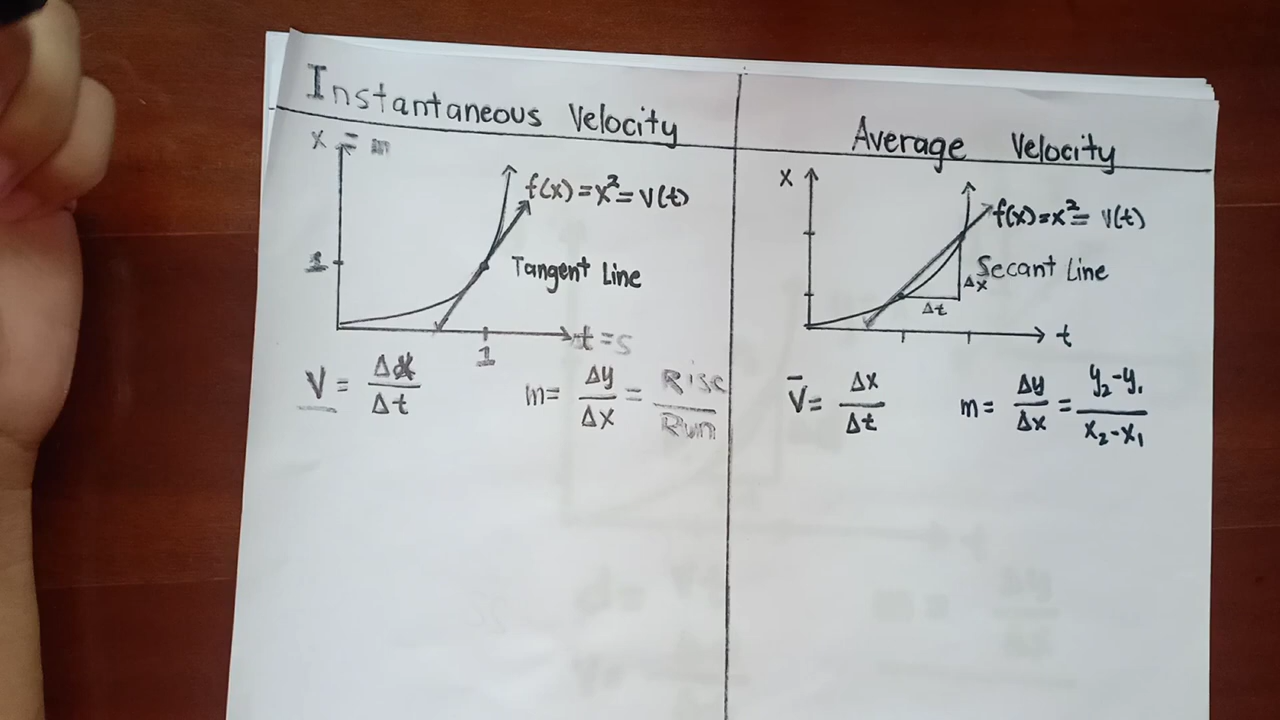 Instantaneous Velocity
x = m
f(x) = x² = v(t)
1
Tangent Line
t = s
1
V = Δx/Δt
m = Δy/Δx = Rise/Run
Average Velocity
x
f(x) = x² = v(t)
Secant Line
Δx
Δt
t
V̄ = Δx/Δt
m = Δy/Δx = y₂-y₁/x₂-x₁